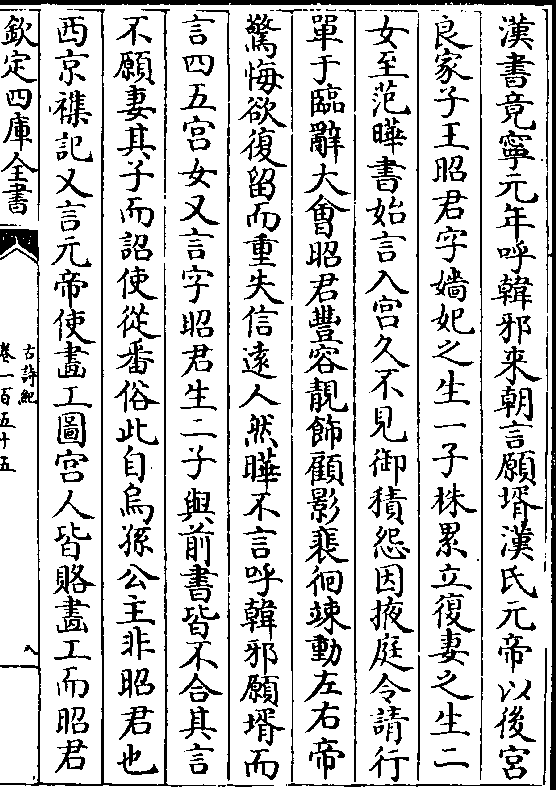 漢書竟寧元年呼韓邪来朝言願壻漢氏元帝以後宮
良家子王昭君字嬙妃之生一子株累立復妻之生二
女至范曄書始言入宫久不見御積怨因掖庭令請行
單于臨辭大會昭君豐容靚飾顧影裴徊竦動左右帝
驚悔欲復留而重失信逺人然曄不言呼韓邪願壻而
言四五宫女又言字昭君生二子與前書皆不合其言
不願妻其子而詔使從番俗此自烏孫公主非昭君也
西京襍記又言元帝使畫工圖宫人皆賂畫工而昭君
欽定四庫全書
古詩紀
卷一百五十五
八